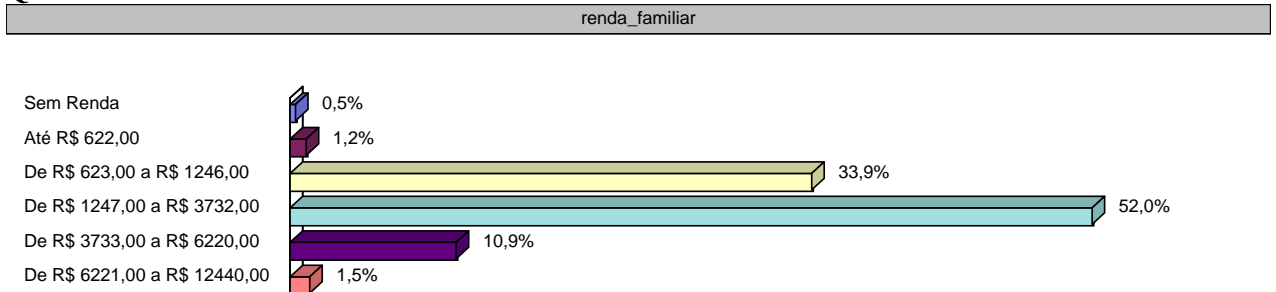 renda_familiar
Sem Renda 0,5%
Até R$ 622,00 1,2%
De R$ 623,00 a R$ 1246,00 33,9%
De R$ 1247,00 a R$ 3732,00 52,0%
De R$ 3733,00 a R$ 6220,00 10,9%
De R$ 6221,00 a R$ 12440,00 1,5%